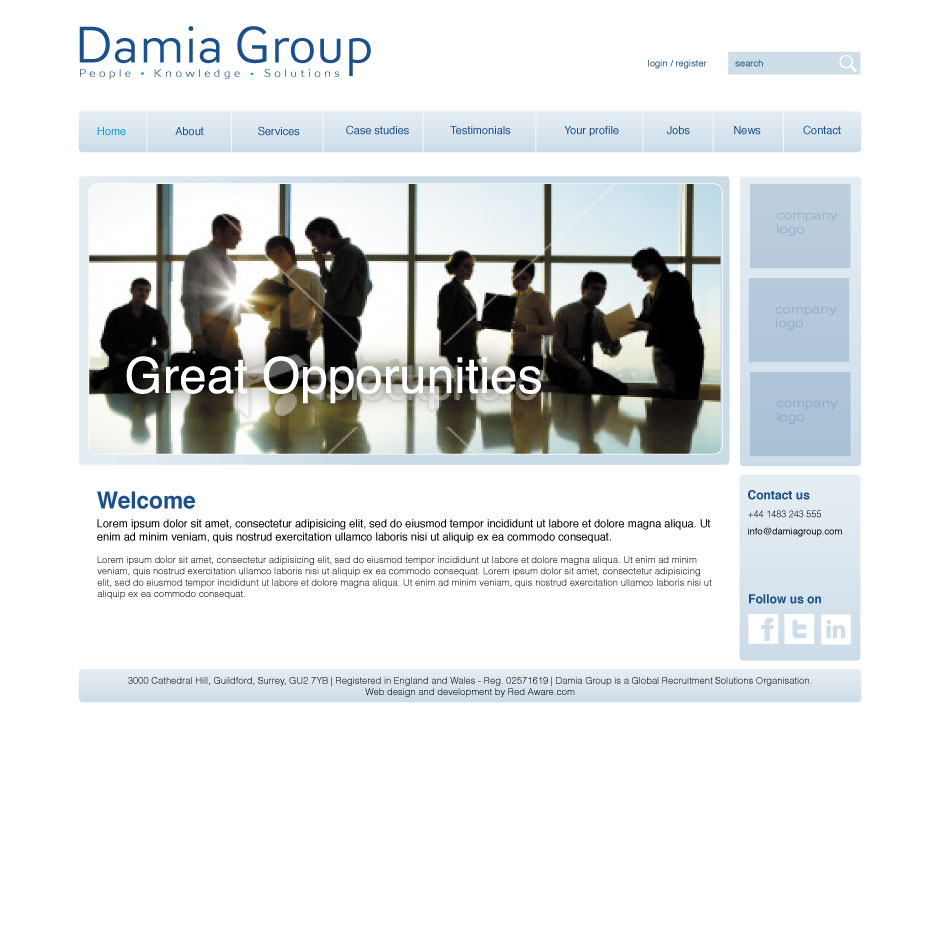 Damia Group
People • Knowledge • Solutions
login / register
search
Home
About
Services
Case studies
Testimonials
Your profile
Jobs
News
Contact
Great Opporunities
company
logo
company
logo
company
logo
Welcome
Lorem ipsum dolor sit amet, consectetur adipisicing elit, sed do eiusmod tempor incididunt ut labore et dolore magna aliqua. Ut
enim ad minim veniam, quis nostrud exercitation ullamco laboris nisi ut aliquip ex ea commodo consequat.
Lorem ipsum dolor sit amet, consectetur adipisicing elit, sed do eiusmod tempor incididunt ut labore et dolore magna aliqua. Ut enim ad minim
veniam, quis nostrud exercitation ullamco laboris nisi ut aliquip ex ea commodo consequat. Lorem ipsum dolor sit amet, consectetur adipisicing
elit, sed do eiusmod tempor incididunt ut labore et dolore magna aliqua. Ut enim ad minim veniam, quis nostrud exercitation ullamco laboris nisi ut
aliquip ex ea commodo consequat.
Contact us
+44 1483 243 555
info@damiagroup.com
Follow us on
f t in
3000 Cathedral Hill, Guildford, Surrey, GU2 7YB | Registered in England and Wales - Reg. 02571619 | Damia Group is a Global Recruitment Solutions Organisation.
Web design and development by Red Aware.com